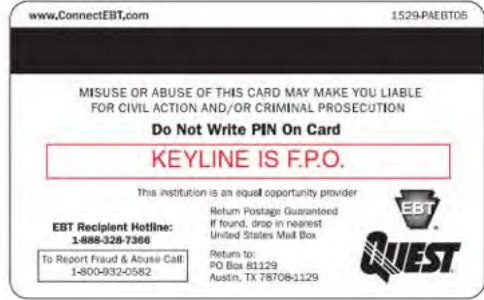 www.ConnectEBT.com 1529-PAEBT05
MISUSE OR ABUSE OF THIS CARD MAY MAKE YOU LIABLE
FOR CIVIL ACTION AND/OR CRIMINAL PROSECUTION
Do Not Write PIN On Card
KEYLINE IS F.P.O.
This institution is an equal opportunity provider
EBT Recipient Hotline:
1-888-328-7366
To Report Fraud & Abuse Call:
1-800-932-0582
Return Postage Guaranteed
If found, drop in nearest
United States Mail Box
Return to:
PO Box 81129
Austin, TX 78708-1129
EBT
QUEST